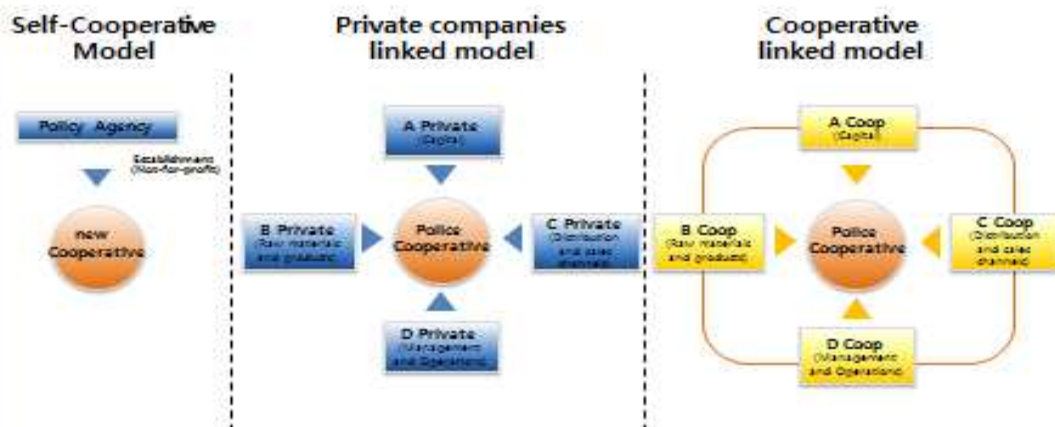 Self-Cooperative
Model
Policy Agency
Establishment
(Not-for-profit)
new
Cooperative
Private companies
linked model
A Private
(Capital)
B Private
(Raw materials
and products)
Police
Cooperative
C Private
(Distribution
and sales
channels)
D Private
(Management
and Operations)
Cooperative
linked model
A Coop
(Capital)
B Coop
(Raw materials
and products)
Police
Cooperative
C Coop
(Distribution
and sales
channels)
D Coop
(Management
and Operations)